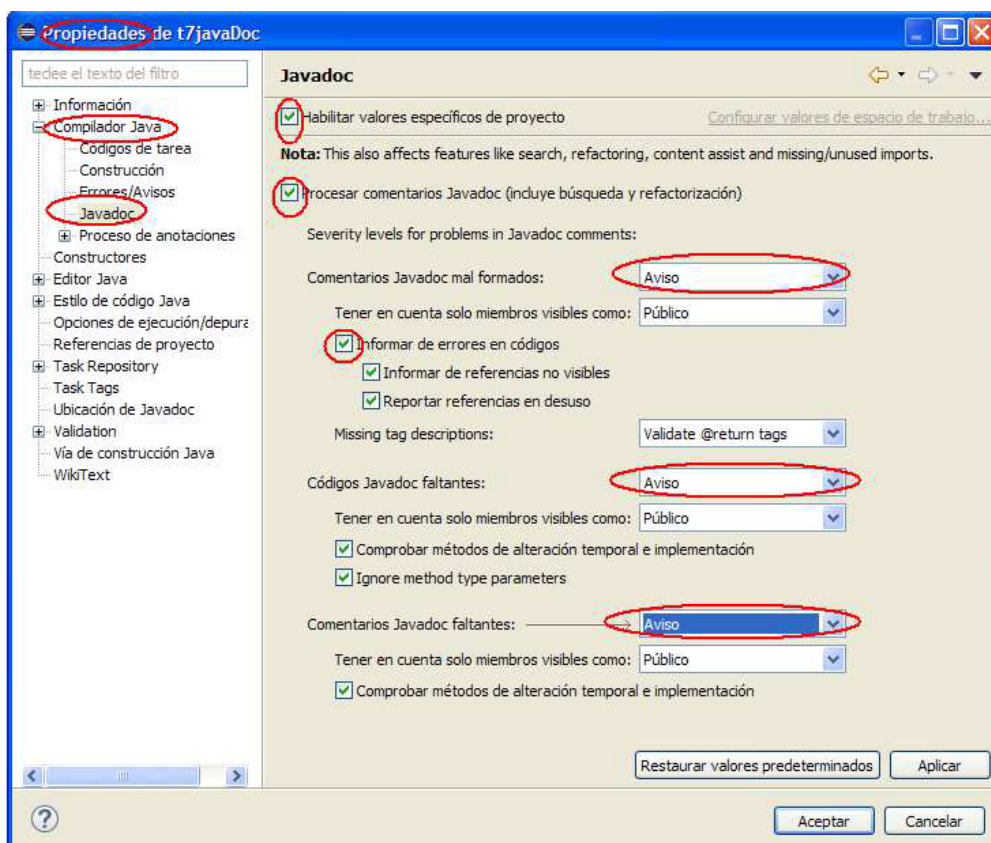 Propiedades de t7javaDoc
teclee el texto del filtro
Información
Compilador Java
Códigos de tarea
Construcción
Errores/Avisos
Javadoc
Proceso de anotaciones
Constructores
Editor Java
Estilo de código Java
Opciones de ejecución/depura
Referencias de proyecto
Task Repository
Task Tags
Ubicación de Javadoc
Validation
Vía de construcción Java
WikiText
Javadoc
Habilitar valores específicos de proyecto Configurar valores de espacio de trabajo...
Nota: This also affects features like search, refactoring, content assist and missing/unused imports.
Procesar comentarios Javadoc (incluye búsqueda y refactorización)
Severity levels for problems in Javadoc comments:
Comentarios Javadoc mal formados: Aviso
Tener en cuenta solo miembros visibles como: Público
Informar de errores en códigos
Informar de referencias no visibles
Reportar referencias en desuso
Missing tag descriptions: Validate @return tags
Códigos Javadoc faltantes: Aviso
Tener en cuenta solo miembros visibles como: Público
Comprobar métodos de alteración temporal e implementación
Ignore method type parameters
Comentarios Javadoc faltantes: Aviso
Tener en cuenta solo miembros visibles como: Público
Comprobar métodos de alteración temporal e implementación
Restaurar valores predeterminados Aplicar
? Aceptar Cancelar